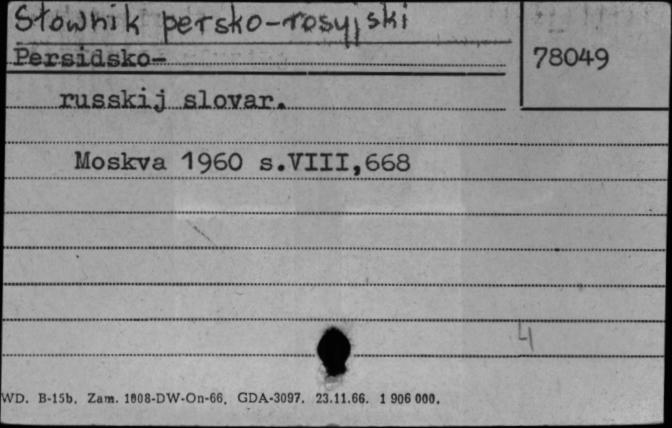 Słownik persko-rosyjski
Persidsko-
78049
russkij slovar.
Moskva 1960 s.VIII,668
4
WD. B-15b. Zam. 1808-DW-On-66. GDA-3097. 23.11.66. 1 906 000.